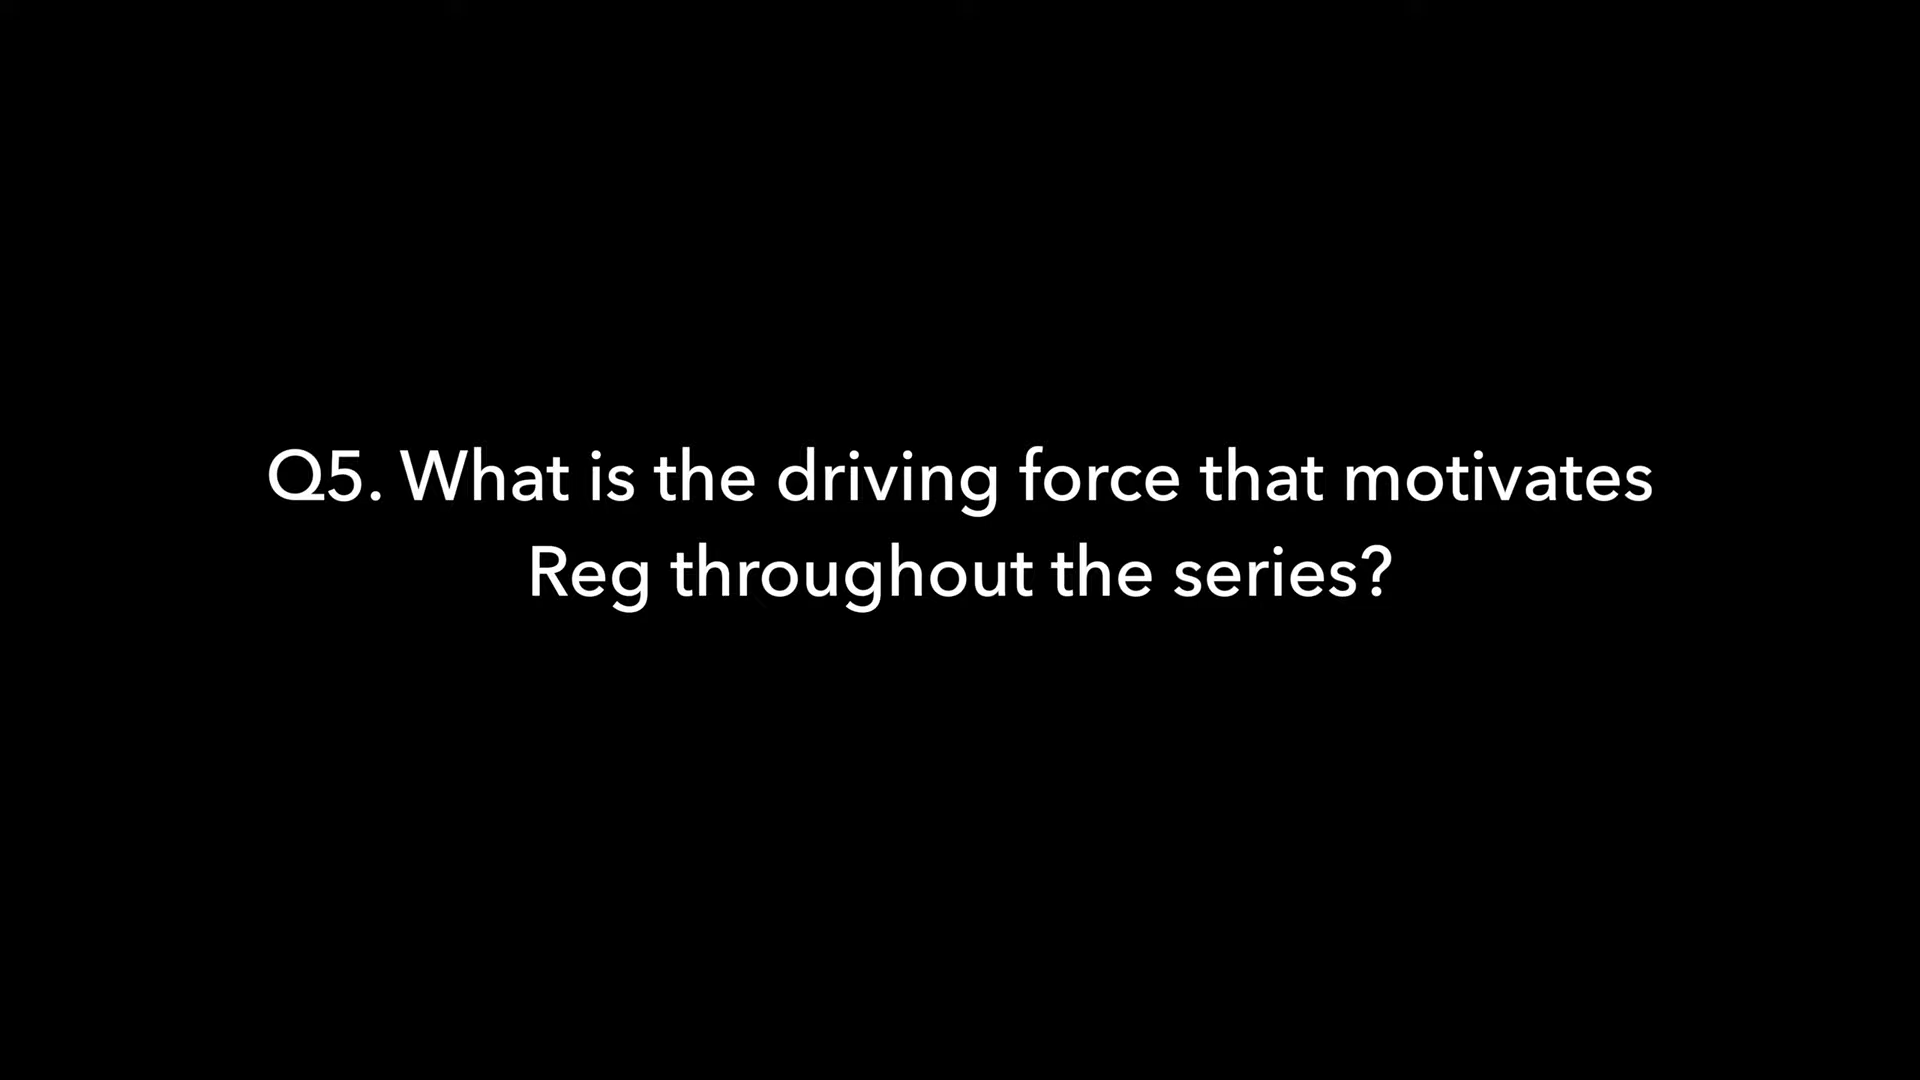 Q5. What is the driving force that motivates
Reg throughout the series?